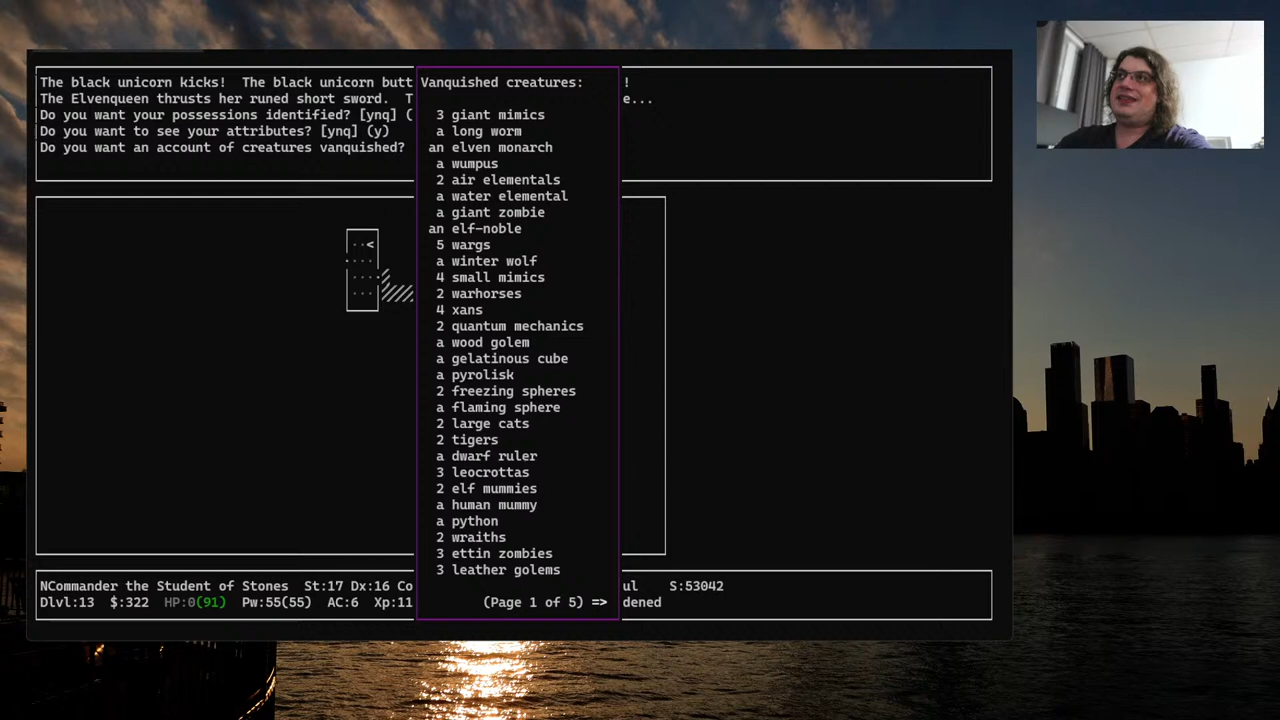 The black unicorn kicks!  The black unicorn butt
The Elvenqueen thrusts her runed short sword.  T
Do you want your possessions identified? [ynq] (
Do you want to see your attributes? [ynq] (y)
Do you want an account of creatures vanquished?
!
e...
Vanquished creatures:
3 giant mimics
a long worm
an elven monarch
a wumpus
2 air elementals
a water elemental
a giant zombie
an elf-noble
5 wargs
a winter wolf
4 small mimics
2 warhorses
4 xans
2 quantum mechanics
a wood golem
a gelatinous cube
a pyrolisk
2 freezing spheres
a flaming sphere
2 large cats
2 tigers
a dwarf ruler
3 leocrottas
2 elf mummies
a human mummy
a python
2 wraiths
3 ettin zombies
3 leather golems
(Page 1 of 5) =>
··<
····
····
···
NCommander the Student of Stones  St:17 Dx:16 Co
ul    S:53042
Dlvl:13  $:322  HP:0(91)  Pw:55(55)  AC:6  Xp:11
dened